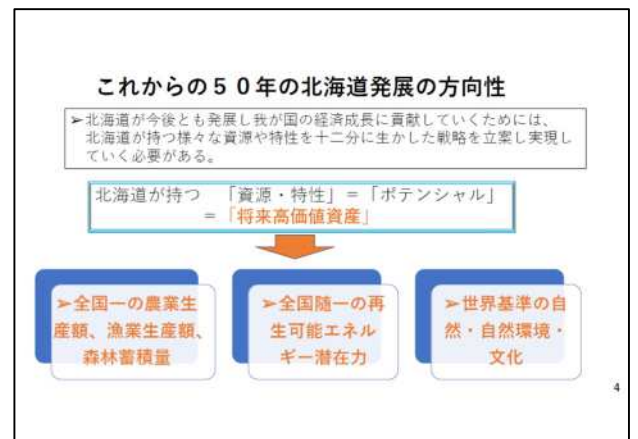 これからの５０年の北海道発展の方向性
➢北海道が今後とも発展し我が国の経済成長に貢献していくためには、
北海道が持つ様々な資源や特性を十二分に生かした戦略を立案し実現し
ていく必要がある。
北海道が持つ 「資源・特性」＝「ポテンシャル」
＝「将来高価値資産」
➢全国一の農業生
産額、漁業生産額、
森林蓄積量
➢全国随一の再
生可能エネル
ギー潜在力
➢世界基準の自
然・自然環境・
文化
4